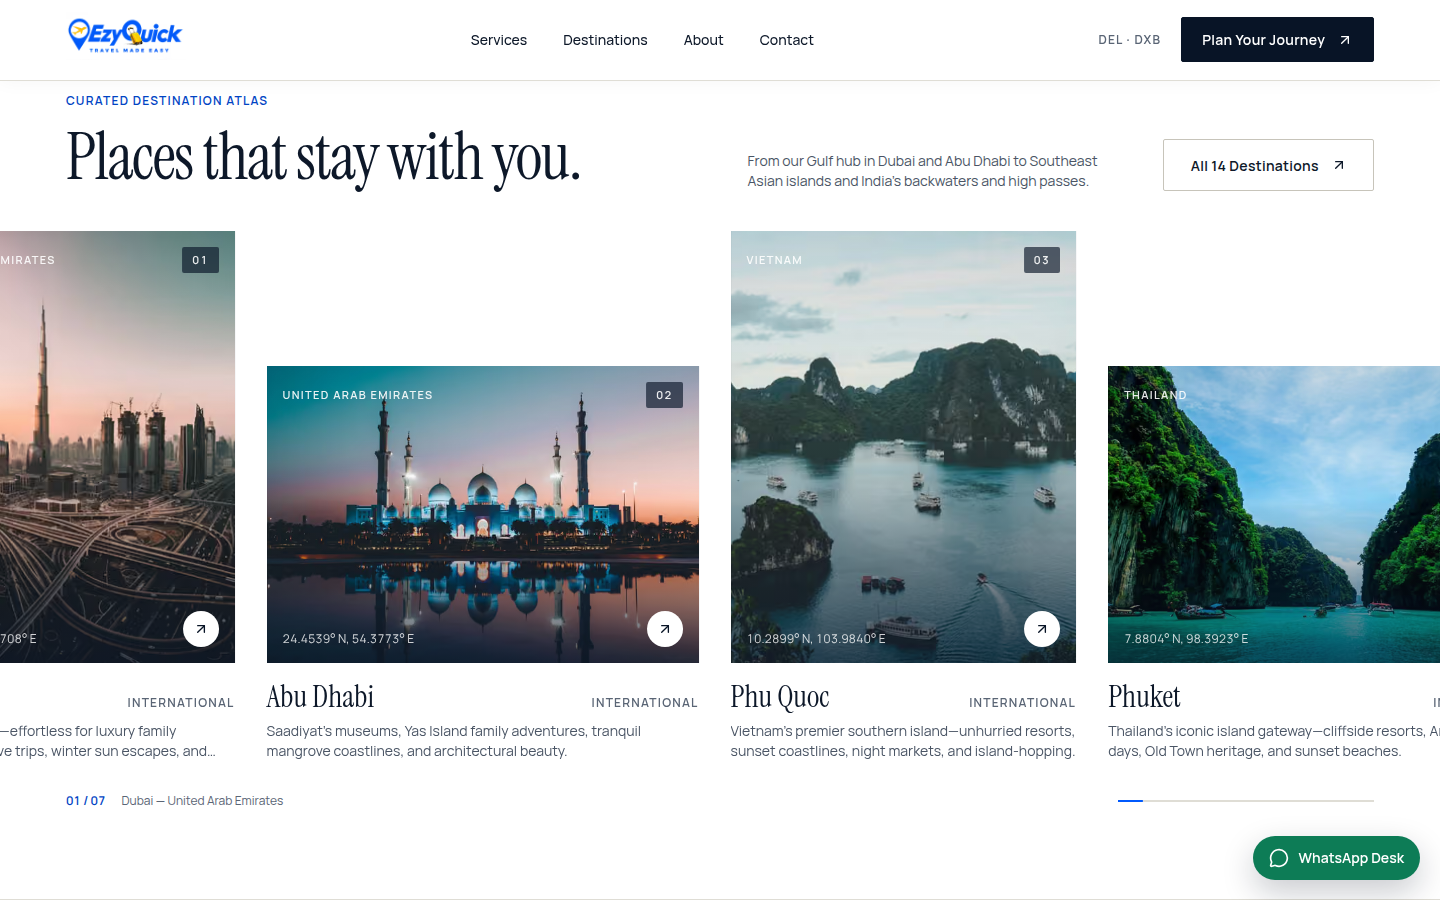 EzyQuick
TRAVEL MADE EASY
Services
Destinations
About
Contact
DEL · DXB
Plan Your Journey
CURATED DESTINATION ATLAS
Places that stay with you.
From our Gulf hub in Dubai and Abu Dhabi to Southeast
Asian islands and India's backwaters and high passes.
All 14 Destinations
MIRATES
01
708° E
INTERNATIONAL
—effortless for luxury family
ve trips, winter sun escapes, and...
UNITED ARAB EMIRATES
02
24.4539° N, 54.3773° E
Abu Dhabi
INTERNATIONAL
Saadiyat's museums, Yas Island family adventures, tranquil
mangrove coastlines, and architectural beauty.
VIETNAM
03
10.2899° N, 103.9840° E
Phu Quoc
INTERNATIONAL
Vietnam's premier southern island—unhurried resorts,
sunset coastlines, night markets, and island-hopping.
THAILAND
7.8804° N, 98.3923° E
Phuket
Thailand's iconic island gateway—cliffside resorts,
days, Old Town heritage, and sunset beaches.
01 / 07
Dubai — United Arab Emirates
WhatsApp Desk